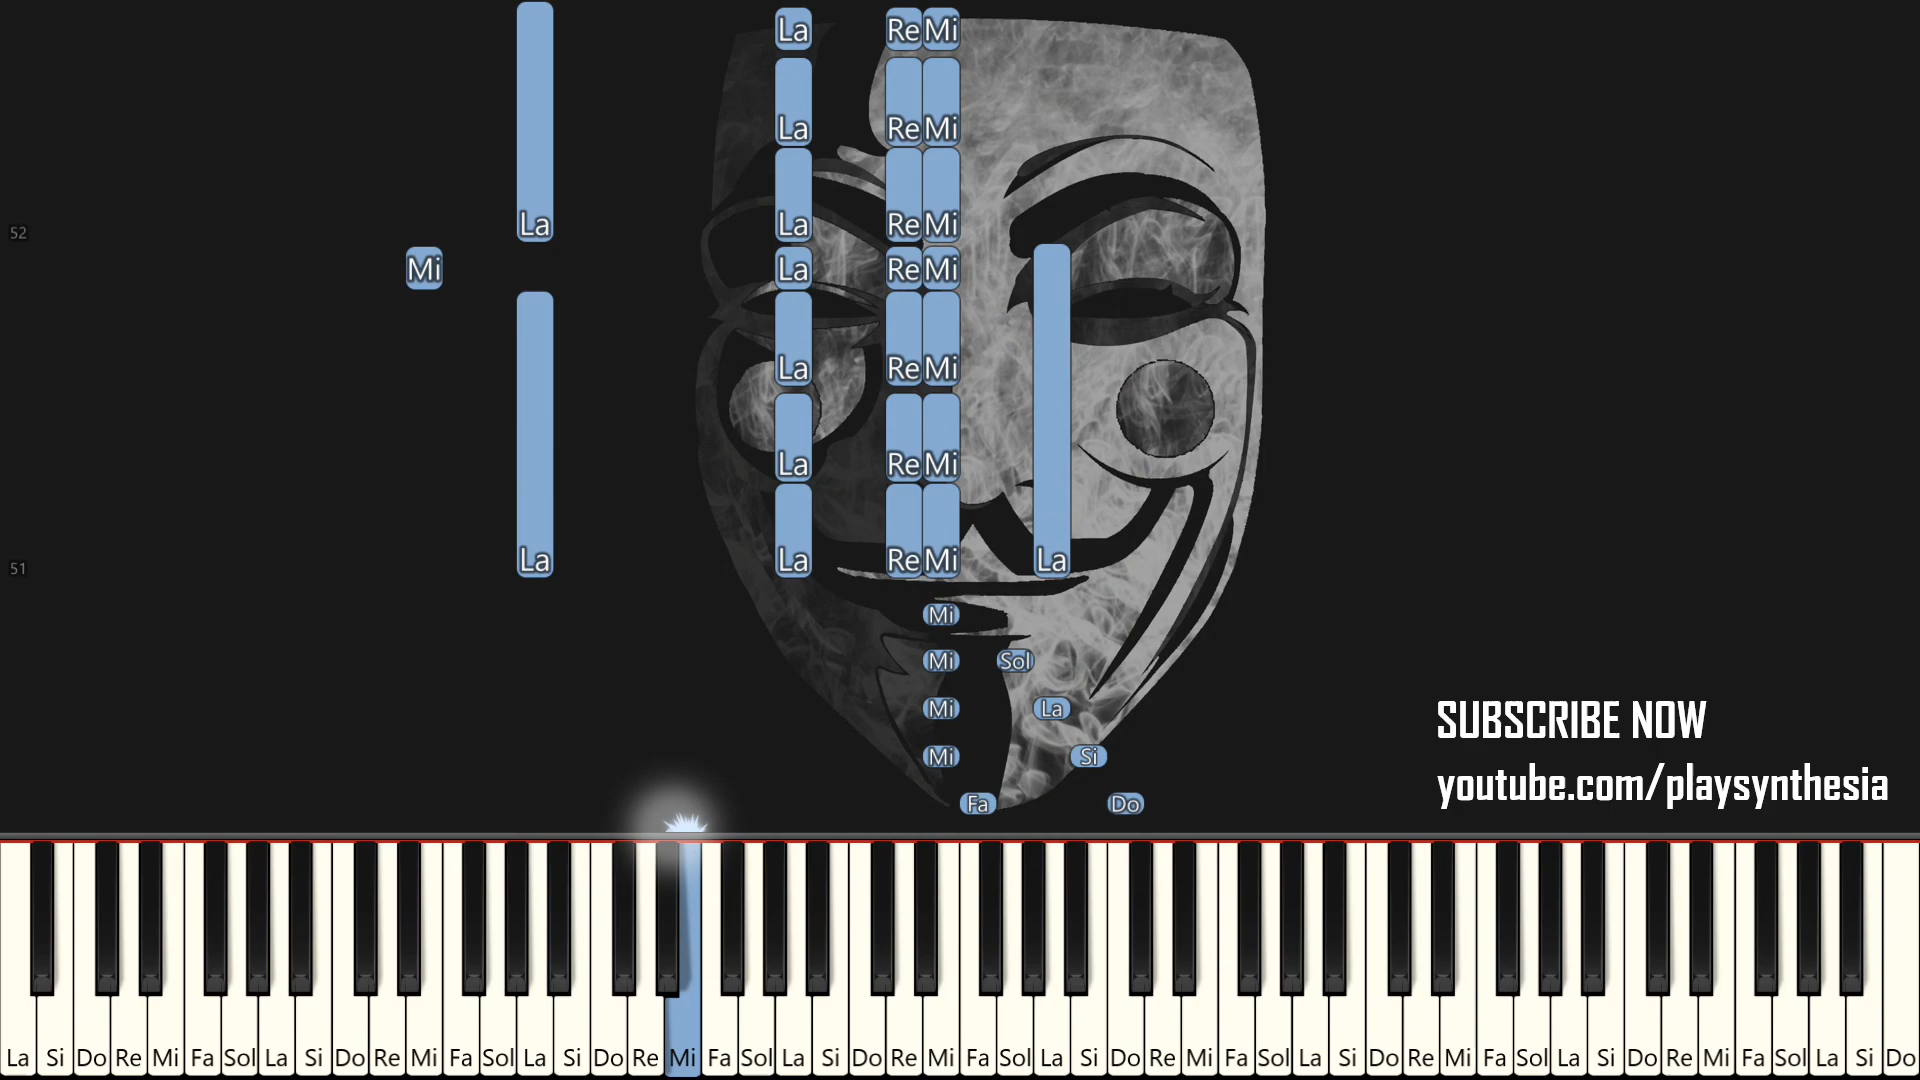 La Re Mi
La Re Mi
La La Re Mi
52
Mi La Re Mi
La Re Mi
La Re Mi
51 La La Re Mi La
Mi
Mi Sol
Mi La
SUBSCRIBE NOW
Mi Si
youtube.com/playsynthesia
Fa Do
La Si Do Re Mi Fa Sol La Si Do Re Mi Fa Sol La Si Do Re Mi Fa Sol La Si Do Re Mi Fa Sol La Si Do Re Mi Fa Sol La Si Do Re Mi Fa Sol La Si Do Re Mi Fa Sol La Si Do